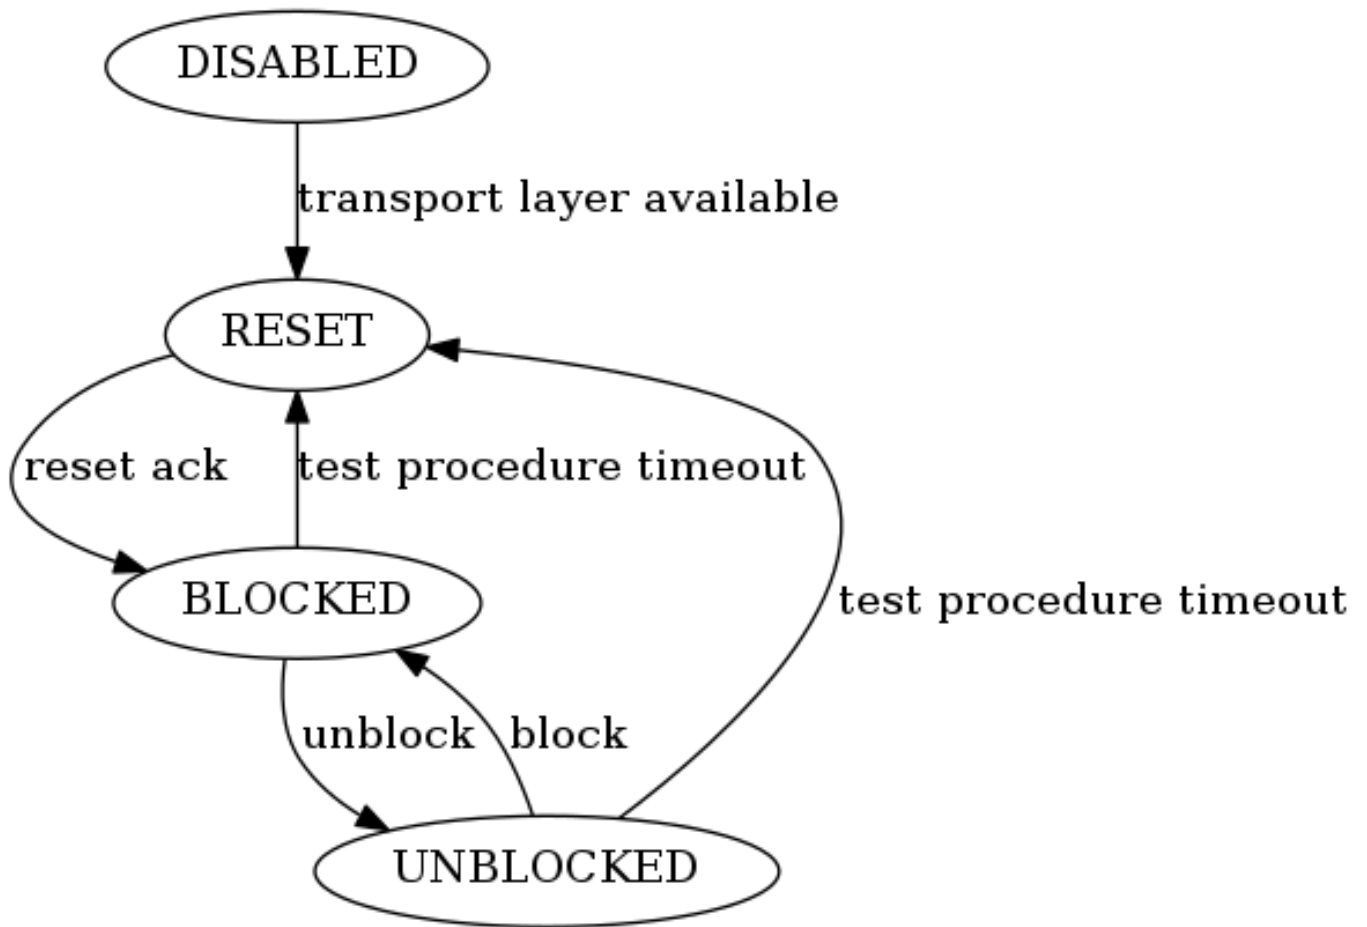 DISABLED
transport layer available
RESET
reset ack
test procedure timeout
BLOCKED
test procedure timeout
unblock
block
UNBLOCKED